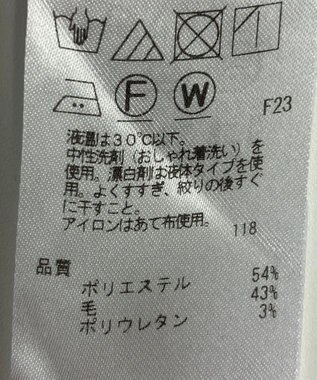 F W
F23
液温は30℃以下。
中性洗剤（おしゃれ着洗い）を
使用。漂白剤は液体タイプを使
用。よくすすぎ、絞りの後すぐ
に干すこと。
アイロンはあて布使用。 118
品質
ポリエステル 54%
毛 43%
ポリウレタン 3%